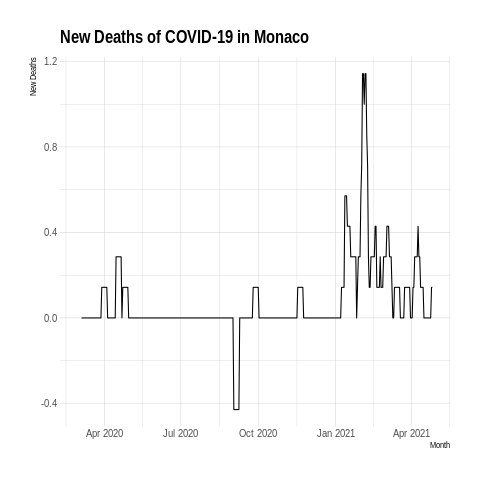 New Deaths of COVID-19 in Monaco
New Deaths
1.2
0.8
0.4
0.0
-0.4
Apr 2020 Jul 2020 Oct 2020 Jan 2021 Apr 2021
Month